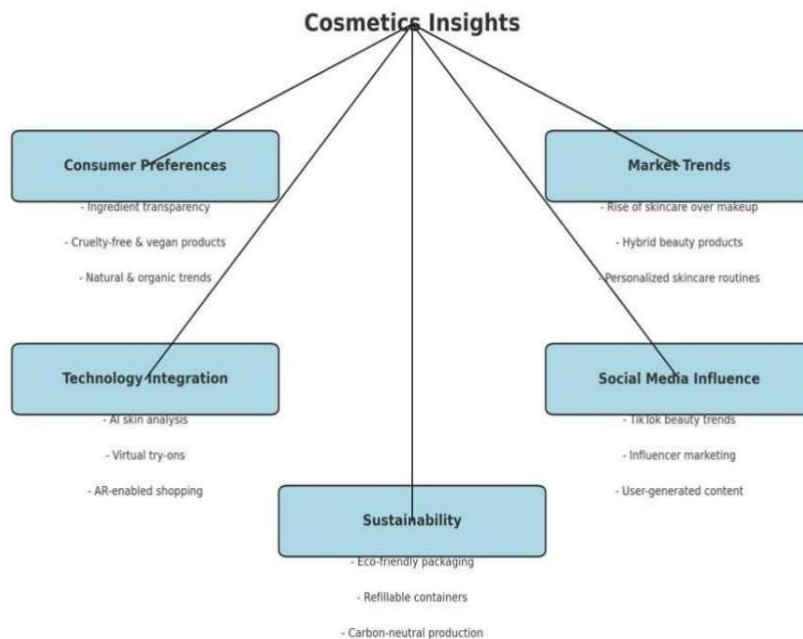 Cosmetics Insights
Consumer Preferences
- Ingredient transparency
- Cruelty-free & vegan products
- Natural & organic trends
Market Trends
- Rise of skincare over makeup
- Hybrid beauty products
- Personalized skincare routines
Technology Integration
- AI skin analysis
- Virtual try-ons
- AR-enabled shopping
Social Media Influence
- TikTok beauty trends
- Influencer marketing
- User-generated content
Sustainability
- Eco-friendly packaging
- Refillable containers
- Carbon-neutral production